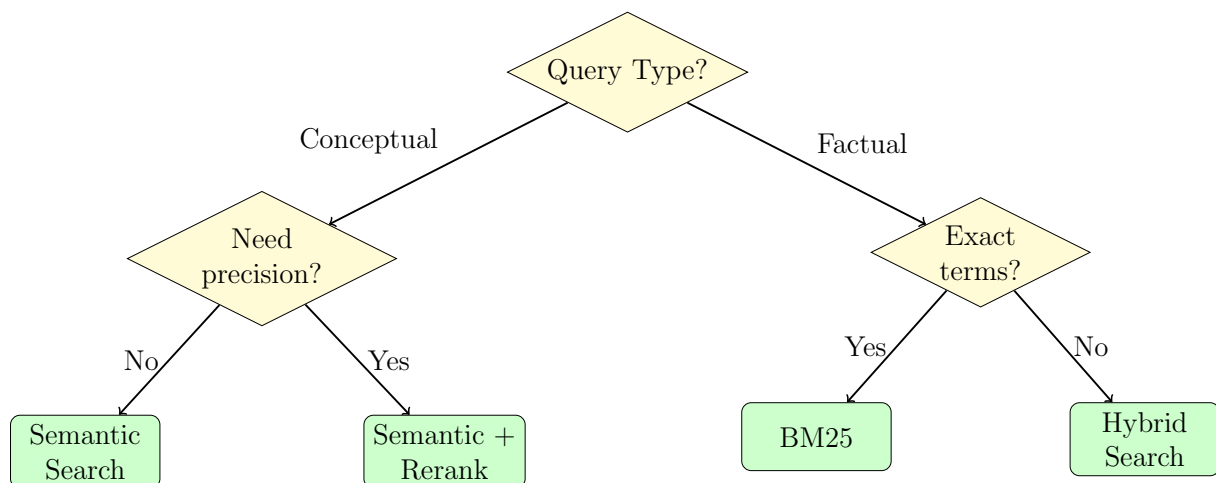 Query Type?
Conceptual
Factual
Need
precision?
Exact
terms?
No
Yes
Yes
No
Semantic
Search
Semantic +
Rerank
BM25
Hybrid
Search